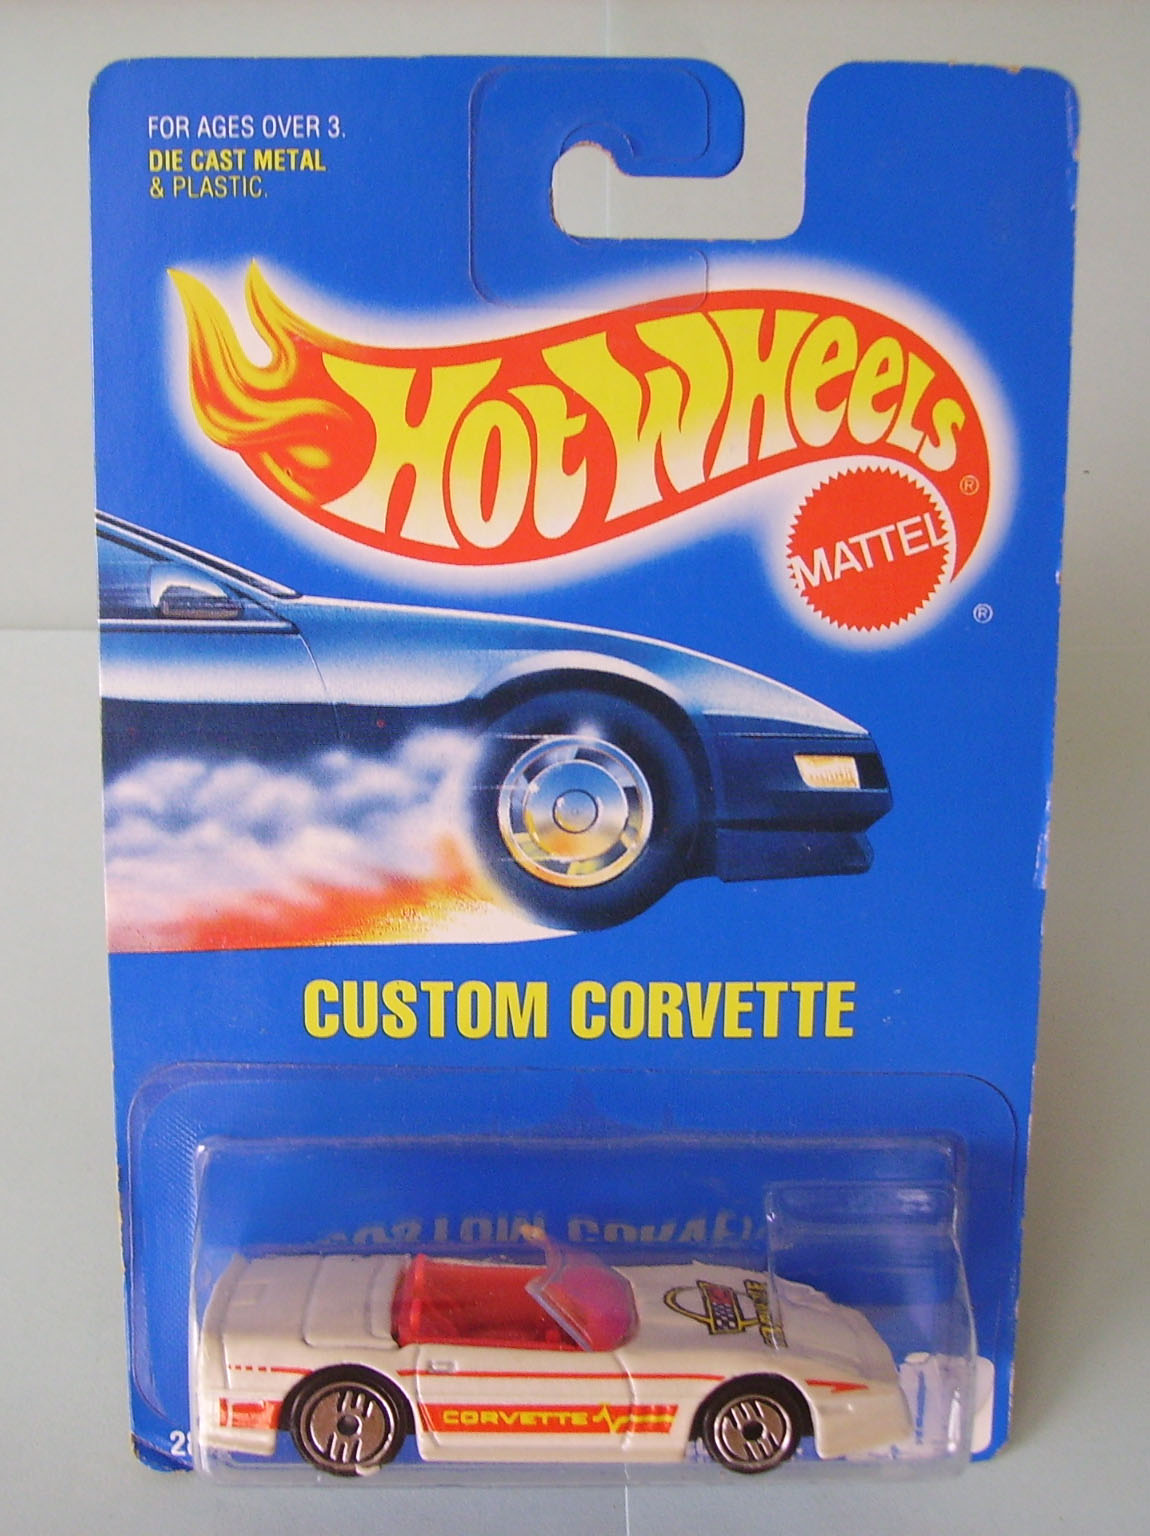 FOR AGES OVER 3.
DIE CAST METAL
& PLASTIC.
HOT WHEELS ®
MATTEL
®
CUSTOM CORVETTE
CORVETTE